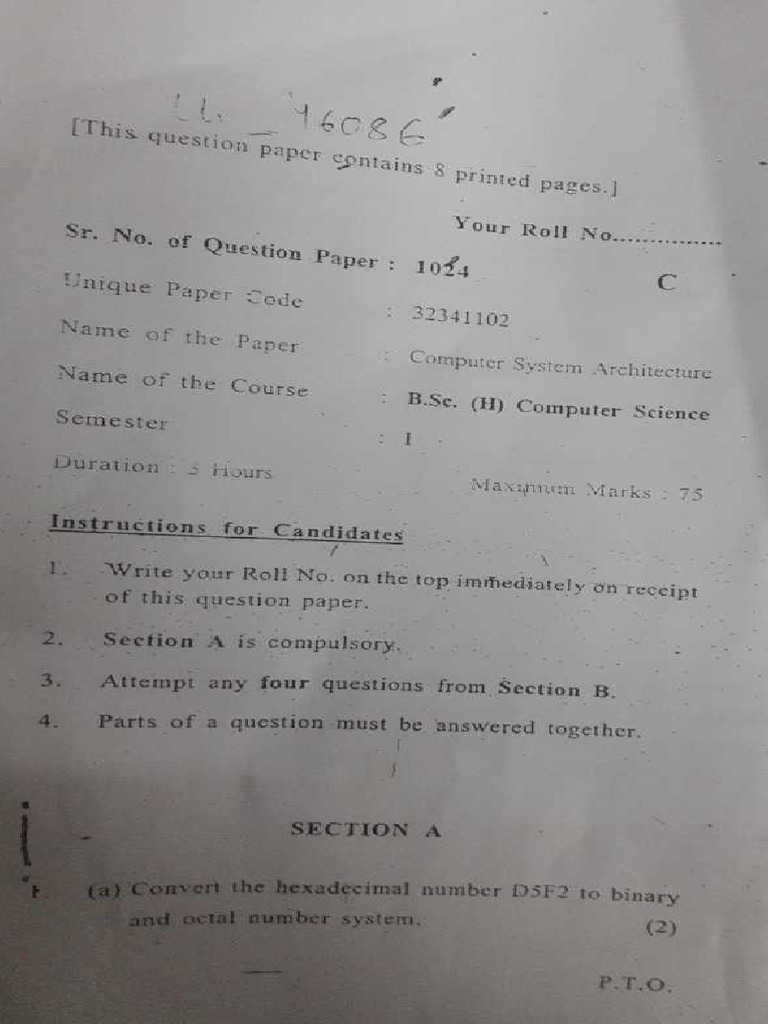 46086
[This question paper contains 8 printed pages.]
Your Roll No...............
Sr. No. of Question Paper : 1024
C
Unique Paper Code : 32341102
Name of the Paper : Computer System Architecture
Name of the Course : B.Sc. (H) Computer Science
Semester : I
Duration : 3 Hours
Maximum Marks : 75
Instructions for Candidates
1. Write your Roll No. on the top immediately on receipt
of this question paper.
2. Section A is compulsory.
3. Attempt any four questions from Section B.
4. Parts of a question must be answered together.
SECTION A
(a) Convert the hexadecimal number D5F2 to binary
and octal number system. (2)
P.T.O.